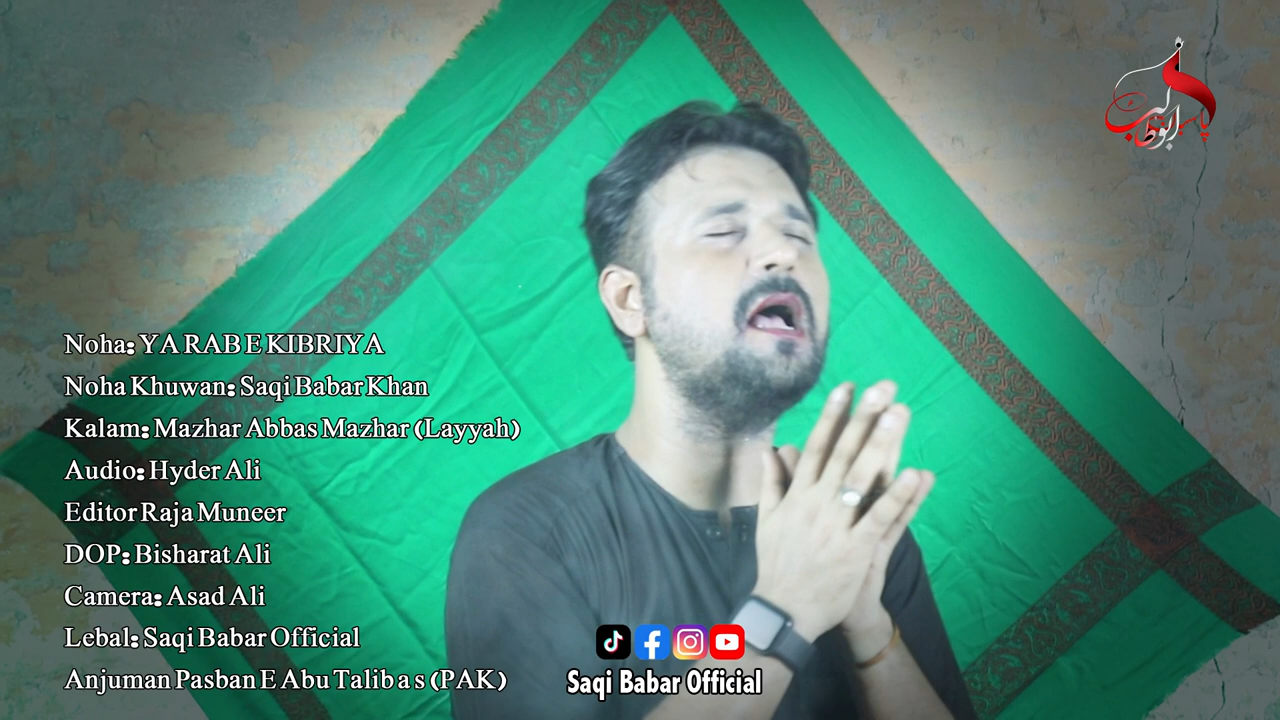 پاسبان ابوطالب
Noha: YA RAB E KIBRIYA
Noha Khuwan: Saqi Babar Khan
Kalam: Mazhar Abbas Mazhar (Layyah)
Audio: Hyder Ali
Editor Raja Muneer
DOP: Bisharat Ali
Camera: Asad Ali
Lebal: Saqi Babar Official
Anjuman Pasban E Abu Talib a s (PAK)
Saqi Babar Official